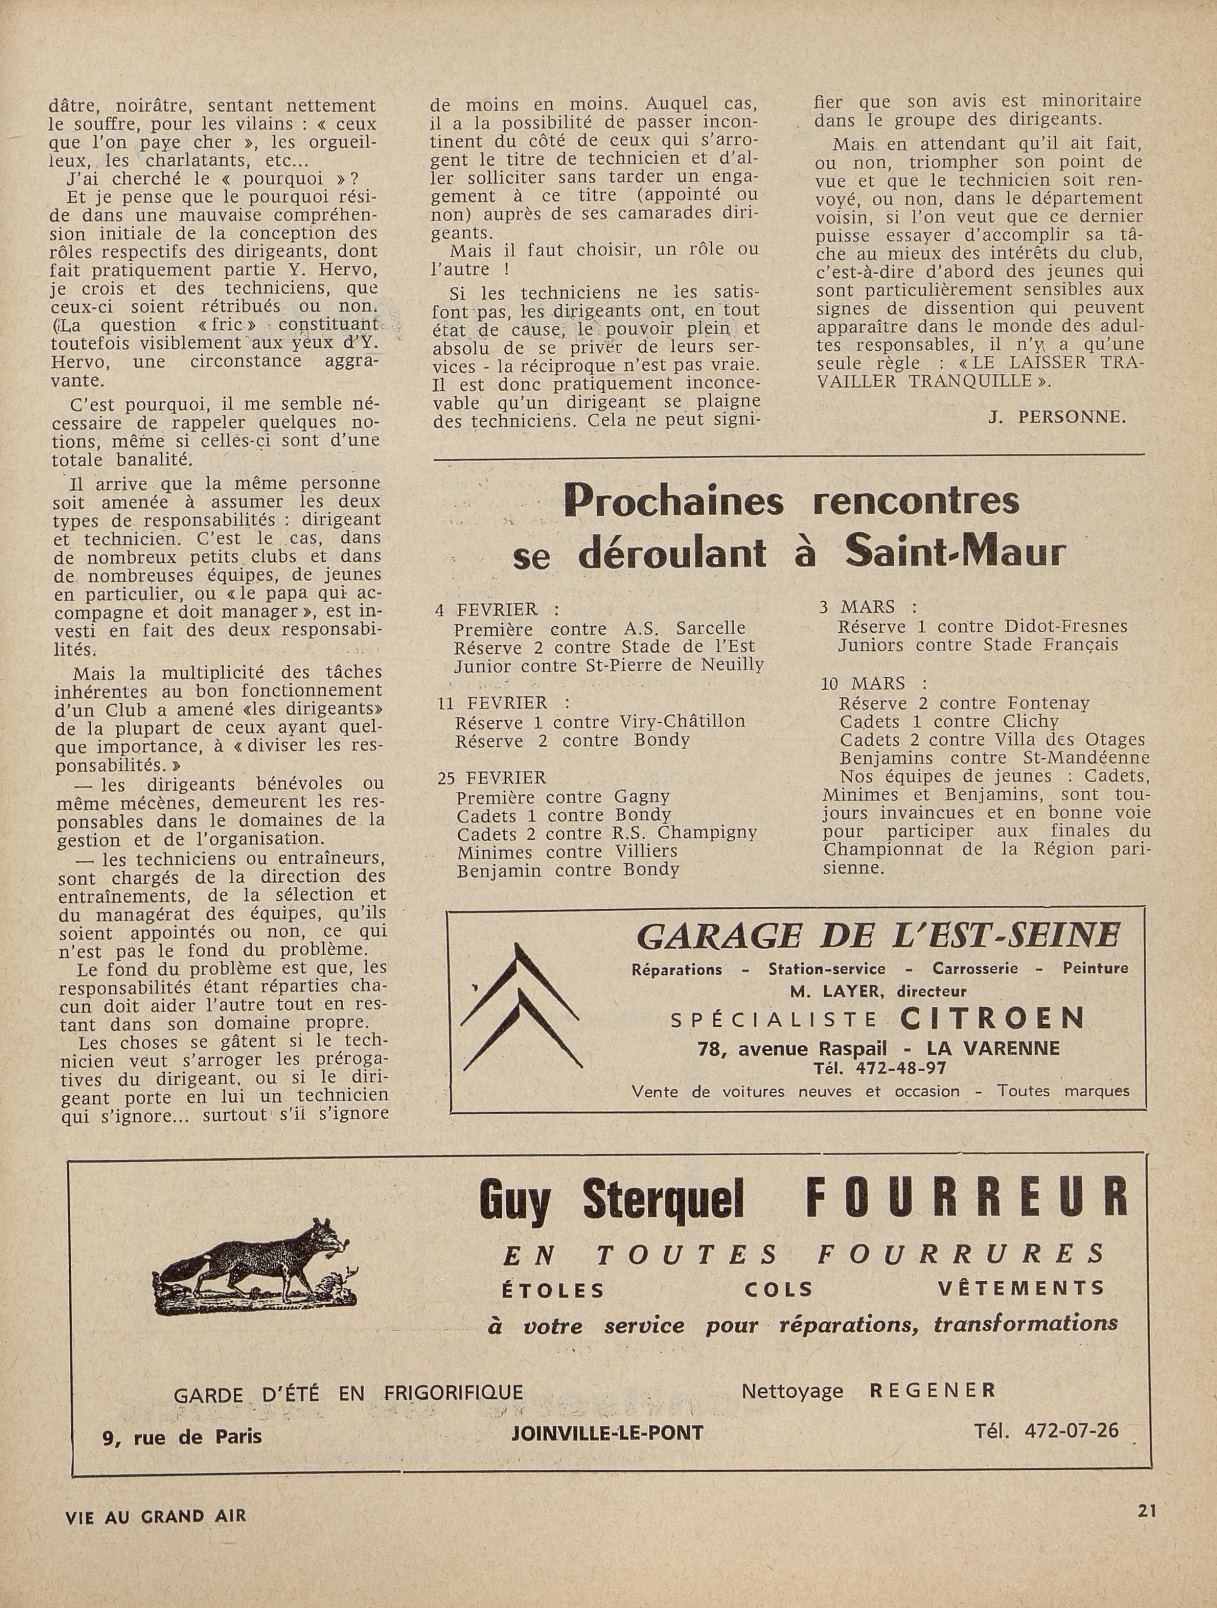 dâtre, noirâtre, sentant nettement
le souffre, pour les vilains : « ceux
que l'on paye cher », les orgueil-
leux, les charlatants, etc...
J'ai cherché le « pourquoi » ?
Et je pense que le pourquoi rési-
de dans une mauvaise compréhen-
sion initiale de la conception des
rôles respectifs des dirigeants, dont
fait pratiquement partie Y. Hervo,
je crois et des techniciens, que
ceux-ci soient rétribués ou non.
(La question « fric » constituant
toutefois visiblement aux yeux d'Y.
Hervo, une circonstance aggra-
vante.
C'est pourquoi, il me semble né-
cessaire de rappeler quelques no-
tions, même si celles-ci sont d'une
totale banalité.
Il arrive que la même personne
soit amenée à assumer les deux
types de responsabilités : dirigeant
et technicien. C'est le cas, dans
de nombreux petits clubs et dans
de nombreuses équipes, de jeunes
en particulier, ou « le papa qui ac-
compagne et doit manager », est in-
vesti en fait des deux responsabi-
lités.
Mais la multiplicité des tâches
inhérentes au bon fonctionnement
d'un Club a amené «les dirigeants»
de la plupart de ceux ayant quel-
que importance, à « diviser les res-
ponsabilités. »
— les dirigeants bénévoles ou
même mécènes, demeurent les res-
ponsables dans le domaines de la
gestion et de l'organisation.
— les techniciens ou entraîneurs,
sont chargés de la direction des
entraînements, de la sélection et
du managérat des équipes, qu'ils
soient appointés ou non, ce qui
n'est pas le fond du problème.
Le fond du problème est que, les
responsabilités étant réparties cha-
cun doit aider l'autre tout en res-
tant dans son domaine propre.
Les choses se gâtent si le tech-
nicien veut s'arroger les préroga-
tives du dirigeant, ou si le diri-
geant porte en lui un technicien
qui s'ignore... surtout s'il s'ignore
de moins en moins. Auquel cas,
il a la possibilité de passer incon-
tinent du côté de ceux qui s'arro-
gent le titre de technicien et d'al-
ler solliciter sans tarder un enga-
gement à ce titre (appointé ou
non) auprès de ses camarades diri-
geants.
Mais il faut choisir, un rôle ou
l'autre !
Si les techniciens ne les satis-
font pas, les dirigeants ont, en tout
état de cause, le pouvoir plein et
absolu de se priver de leurs ser-
vices - la réciproque n'est pas vraie.
Il est donc pratiquement inconce-
vable qu'un dirigeant se plaigne
des techniciens. Cela ne peut signi-
fier que son avis est minoritaire
dans le groupe des dirigeants.
Mais en attendant qu'il ait fait,
ou non, triompher son point de
vue et que le technicien soit ren-
voyé, ou non, dans le département
voisin, si l'on veut que ce dernier
puisse essayer d'accomplir sa tâ-
che au mieux des intérêts du club,
c'est-à-dire d'abord des jeunes qui
sont particulièrement sensibles aux
signes de dissention qui peuvent
apparaître dans le monde des adul-
tes responsables, il n'y a qu'une
seule règle : « LE LAISSER TRA-
VAILLER TRANQUILLE ».
J. PERSONNE.
Prochaines rencontres
se déroulant à Saint-Maur
4 FEVRIER :
Première contre A.S. Sarcelle
Réserve 2 contre Stade de l'Est
Junior contre St-Pierre de Neuilly
11 FEVRIER :
Réserve 1 contre Viry-Châtillon
Réserve 2 contre Bondy
25 FEVRIER
Première contre Gagny
Cadets 1 contre Bondy
Cadets 2 contre R.S. Champigny
Minimes contre Villiers
Benjamin contre Bondy
3 MARS :
Réserve 1 contre Didot-Fresnes
Juniors contre Stade Français
10 MARS :
Réserve 2 contre Fontenay
Cadets 1 contre Clichy
Cadets 2 contre Villa des Otages
Benjamins contre St-Mandéenne
Nos équipes de jeunes : Cadets,
Minimes et Benjamins, sont tou-
jours invaincues et en bonne voie
pour participer aux finales du
Championnat de la Région pari-
sienne.
GARAGE DE L'EST-SEINE
Réparations - Station-service - Carrosserie - Peinture
M. LAYER, directeur
SPÉCIALISTE CITROEN
78, avenue Raspail - LA VARENNE
Tél. 472-48-97
Vente de voitures neuves et occasion - Toutes marques
Guy Sterquel FOURREUR
EN TOUTES FOURRURES
ÉTOLES COLS VÊTEMENTS
à votre service pour réparations, transformations
GARDE D'ÉTÉ EN FRIGORIFIQUE Nettoyage REGENER
9, rue de Paris JOINVILLE-LE-PONT Tél. 472-07-26
VIE AU GRAND AIR 21